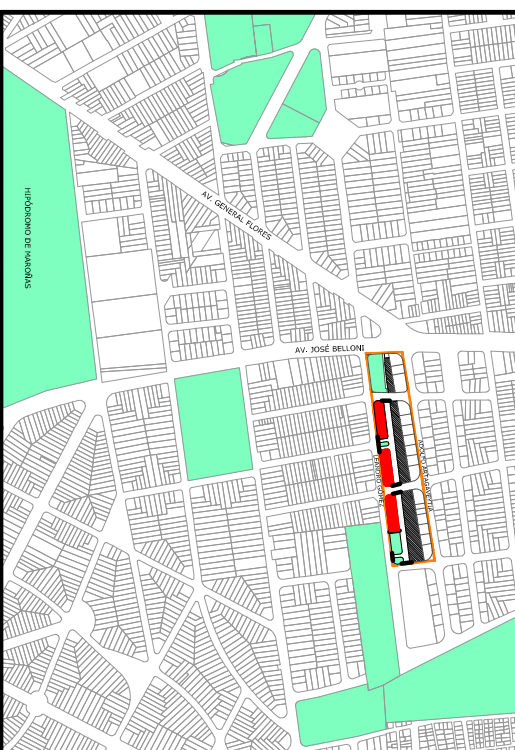 AV. GENERAL FLORES
HIPÓDROMO DE MAROÑAS
AV. JOSÉ BELLONI